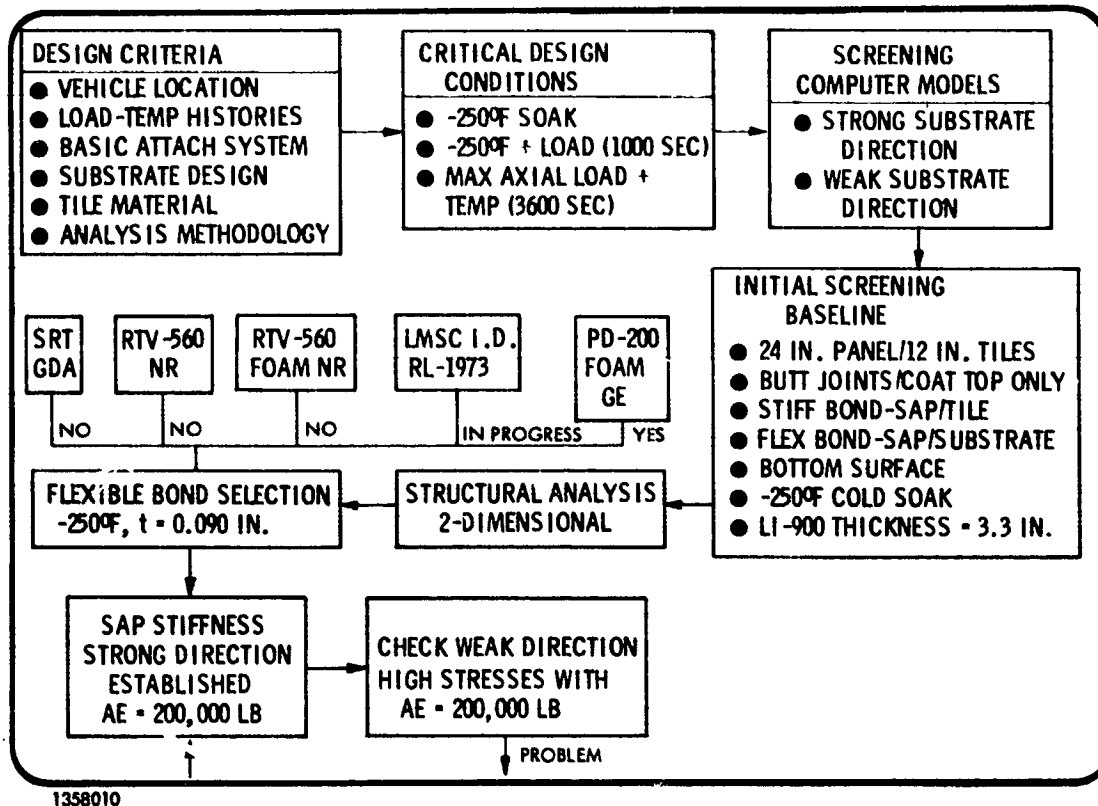 DESIGN CRITERIA
● VEHICLE LOCATION
● LOAD-TEMP HISTORIES
● BASIC ATTACH SYSTEM
● SUBSTRATE DESIGN
● TILE MATERIAL
● ANALYSIS METHODOLOGY
CRITICAL DESIGN
CONDITIONS
● -250ºF SOAK
● -250ºF + LOAD (1000 SEC)
● MAX AXIAL LOAD +
TEMP (3600 SEC)
SCREENING
COMPUTER MODELS
● STRONG SUBSTRATE
DIRECTION
● WEAK SUBSTRATE
DIRECTION
INITIAL SCREENING
BASELINE
● 24 IN. PANEL/12 IN. TILES
● BUTT JOINTS/COAT TOP ONLY
● STIFF BOND-SAP/TILE
● FLEX BOND-SAP/SUBSTRATE
● BOTTOM SURFACE
● -250ºF COLD SOAK
● LI-900 THICKNESS = 3.3 IN.
SRT
GDA
RTV-560
NR
RTV-560
FOAM NR
LMSC I.D.
RL-1973
PD-200
FOAM
GE
NO
NO
NO
IN PROGRESS
YES
STRUCTURAL ANALYSIS
2-DIMENSIONAL
FLEXIBLE BOND SELECTION
-250ºF, t = 0.090 IN.
SAP STIFFNESS
STRONG DIRECTION
ESTABLISHED
AE = 200,000 LB
CHECK WEAK DIRECTION
HIGH STRESSES WITH
AE = 200,000 LB
PROBLEM
1358010